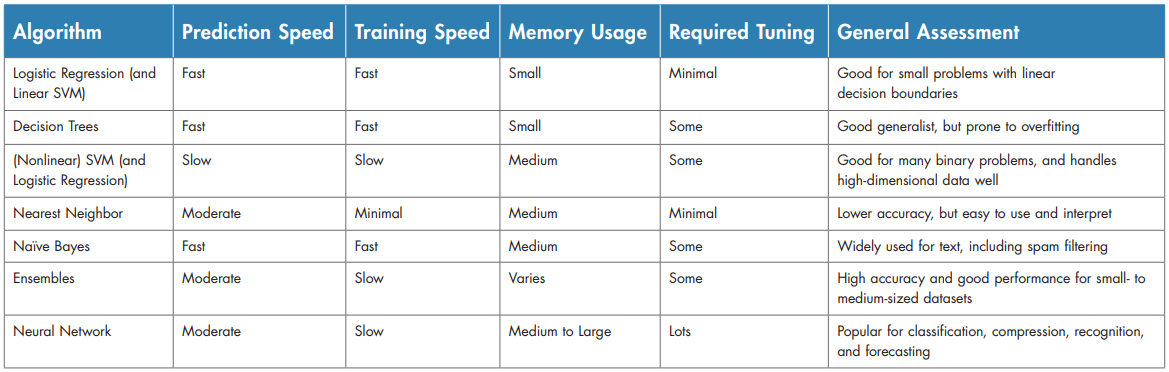 Algorithm Prediction Speed Training Speed Memory Usage Required Tuning General Assessment
Logistic Regression (and Fast Fast Small Minimal Good for small problems with linear
Linear SVM) decision boundaries
Decision Trees Fast Fast Small Some Good generalist, but prone to overfitting
(Nonlinear) SVM (and Slow Slow Medium Some Good for many binary problems, and handles
Logistic Regression) high-dimensional data well
Nearest Neighbor Moderate Minimal Medium Minimal Lower accuracy, but easy to use and interpret
Naïve Bayes Fast Fast Medium Some Widely used for text, including spam filtering
Ensembles Moderate Slow Varies Some High accuracy and good performance for small- to
medium-sized datasets
Neural Network Moderate Slow Medium to Large Lots Popular for classification, compression, recognition,
and forecasting